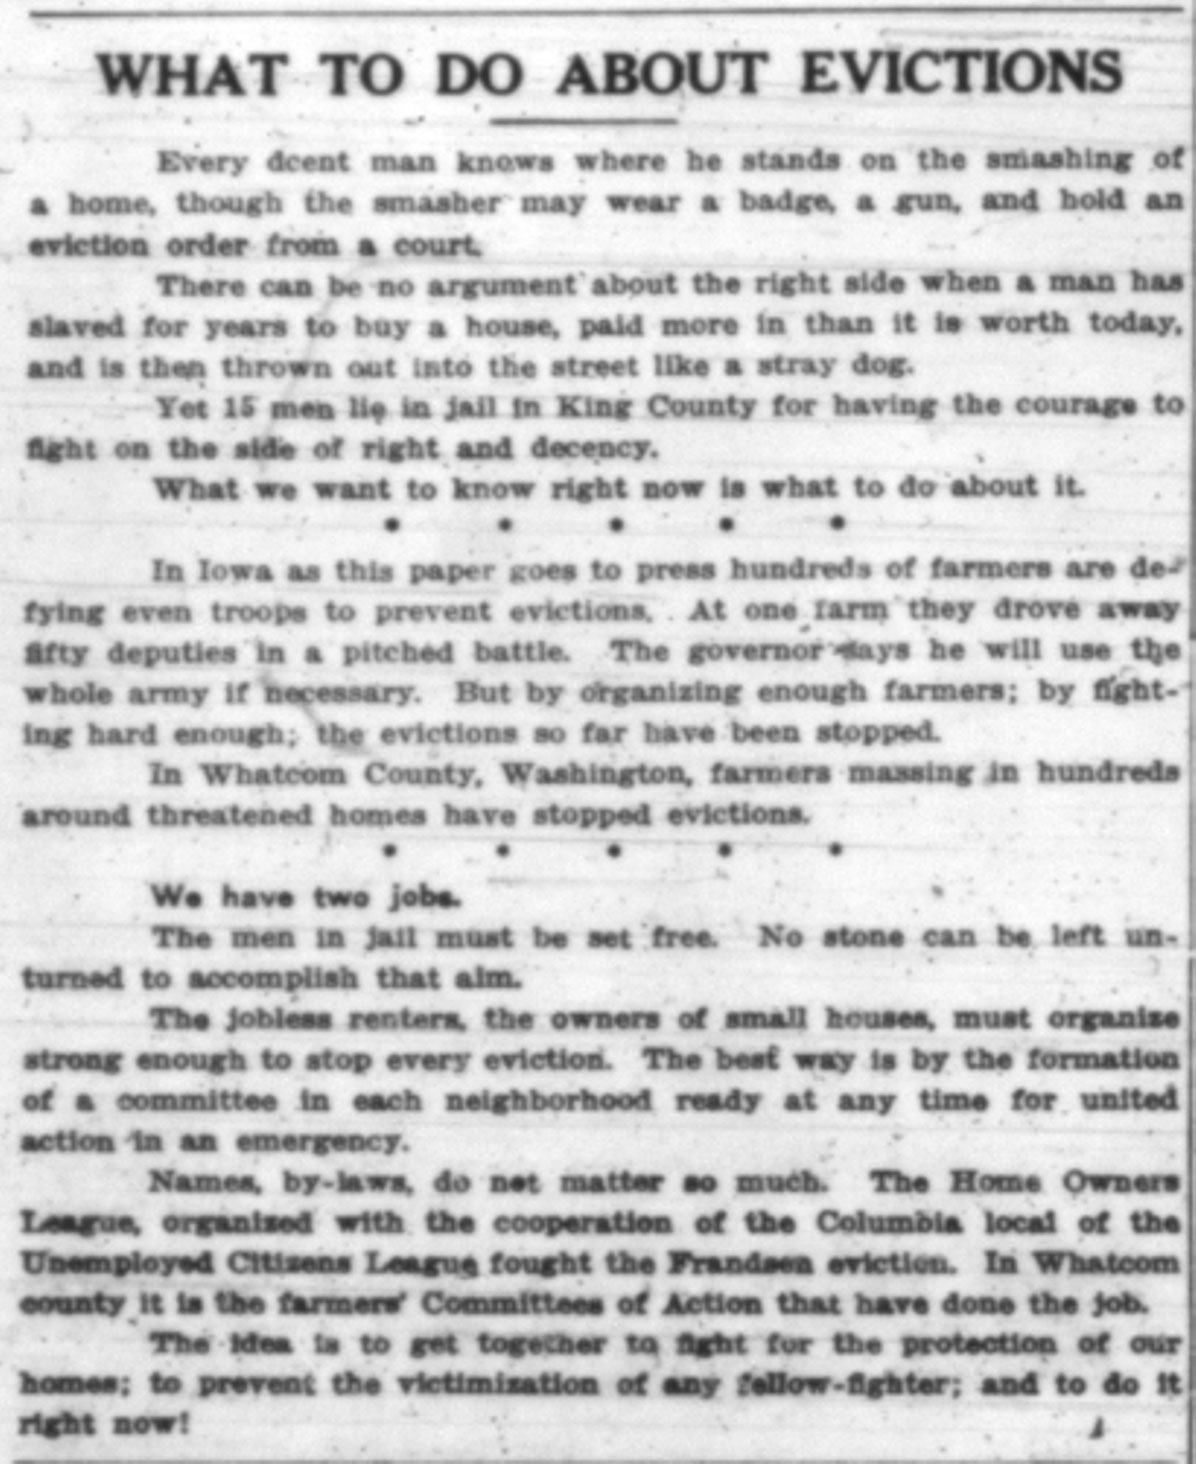 WHAT TO DO ABOUT EVICTIONS
Every dcent man knows where he stands on the smashing of
a home, though the smasher may wear a badge, a gun, and hold an
eviction order from a court.
There can be no argument about the right side when a man has
slaved for years to buy a house, paid more in than it is worth today,
and is then thrown out into the street like a stray dog.
Yet 15 men lie in jail in King County for having the courage to
fight on the side of right and decency.
What we want to know right now is what to do about it.
• • • • •
In Iowa as this paper goes to press hundreds of farmers are de-
fying even troops to prevent evictions. At one farm they drove away
fifty deputies in a pitched battle. The governor says he will use the
whole army if necessary. But by organizing enough farmers; by fight-
ing hard enough; the evictions so far have been stopped.
In Whatcom County, Washington, farmers massing in hundreds
around threatened homes have stopped evictions.
• • • • •
We have two jobs.
The men in jail must be set free. No stone can be left un-
turned to accomplish that aim.
The jobless renters, the owners of small houses, must organize
strong enough to stop every eviction. The best way is by the formation
of a committee in each neighborhood ready at any time for united
action in an emergency.
Names, by-laws, do not matter so much. The Home Owners
League, organized with the cooperation of the Columbia local of the
Unemployed Citizens League fought the Frandsen eviction. In Whatcom
county it is the farmers' Committees of Action that have done the job.
The idea is to get together to fight for the protection of our
homes; to prevent the victimization of any fellow-fighter; and to do it
right now!